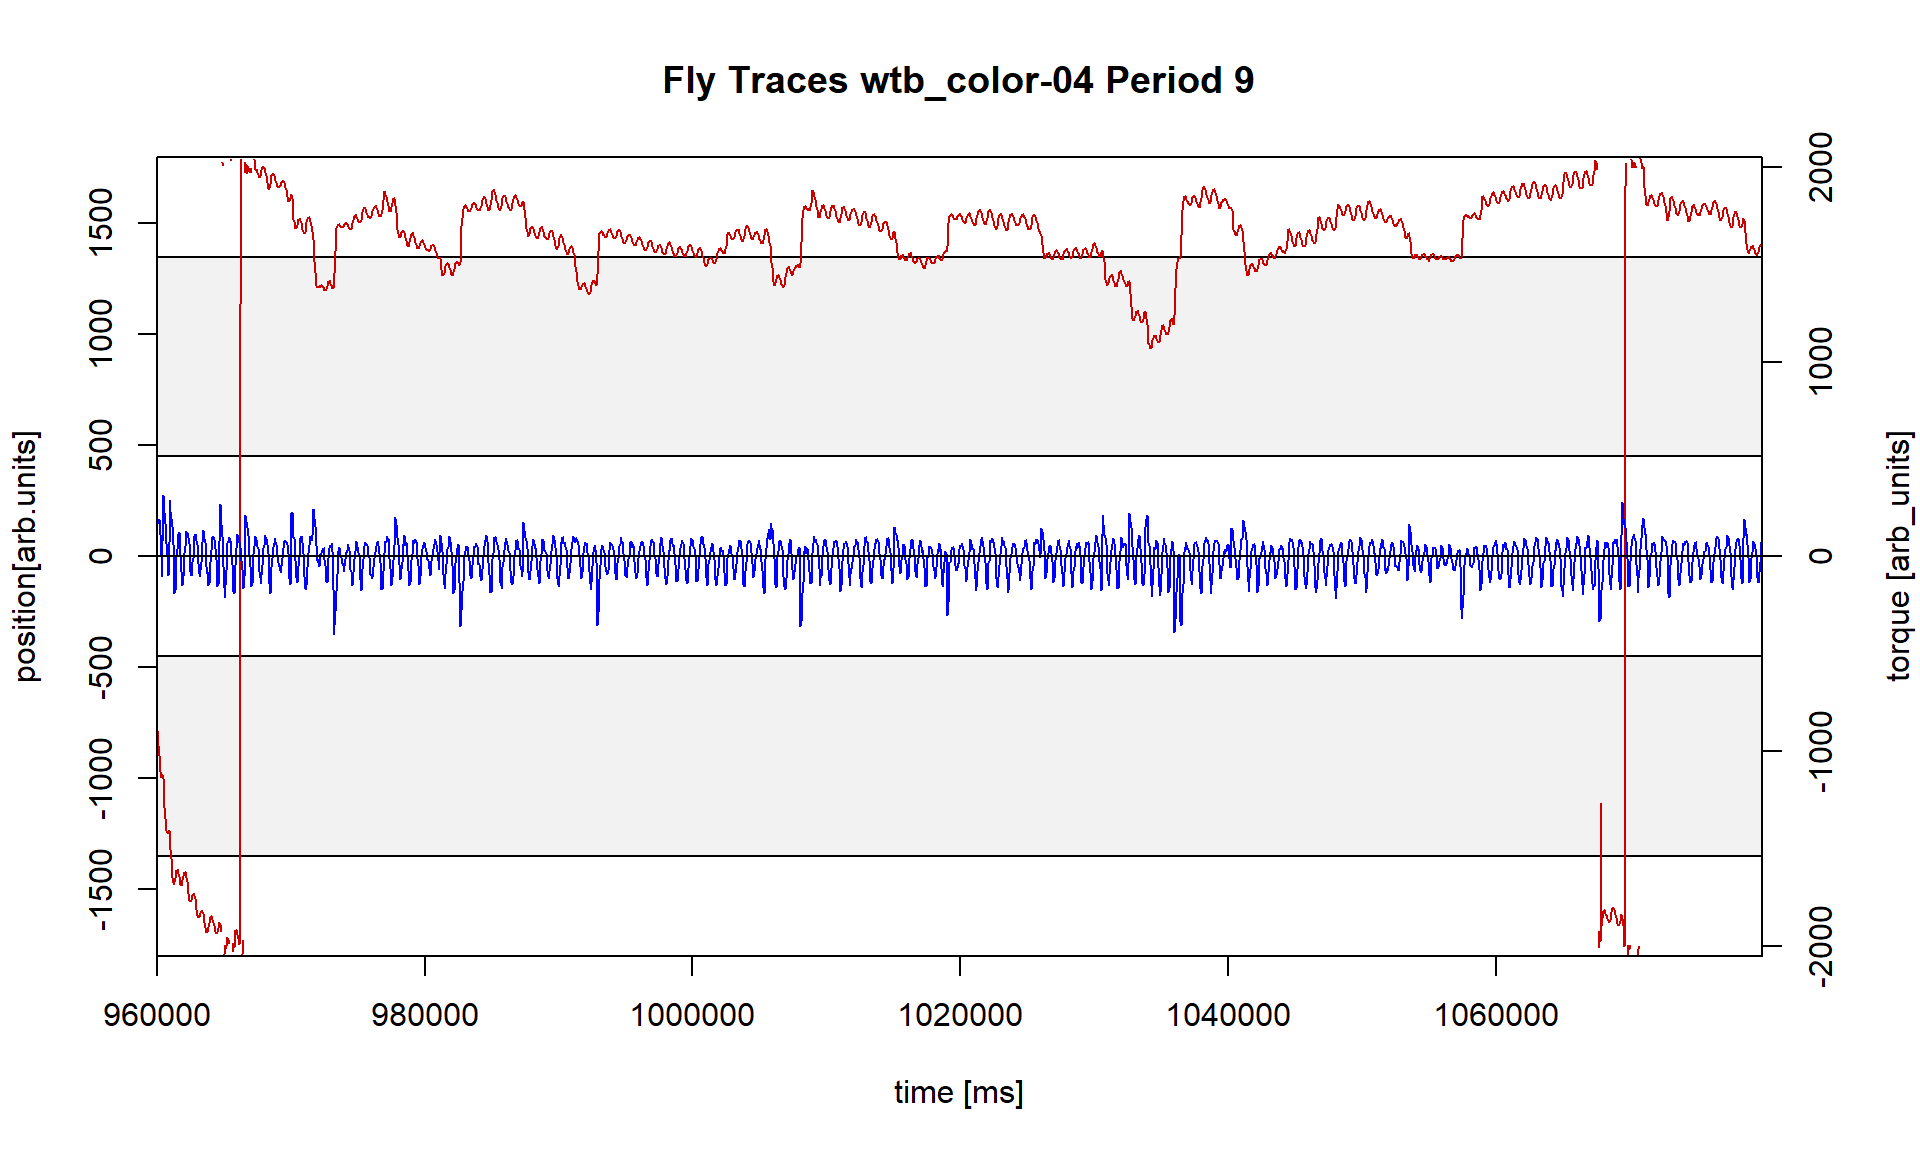 Fly Traces wtb_color-04 Period 9
position[arb.units]
1500
1000
500
0
-500
-1000
-1500
2000
1000
0
-1000
-2000
torque [arb_units]
960000 980000 1000000 1020000 1040000 1060000
time [ms]